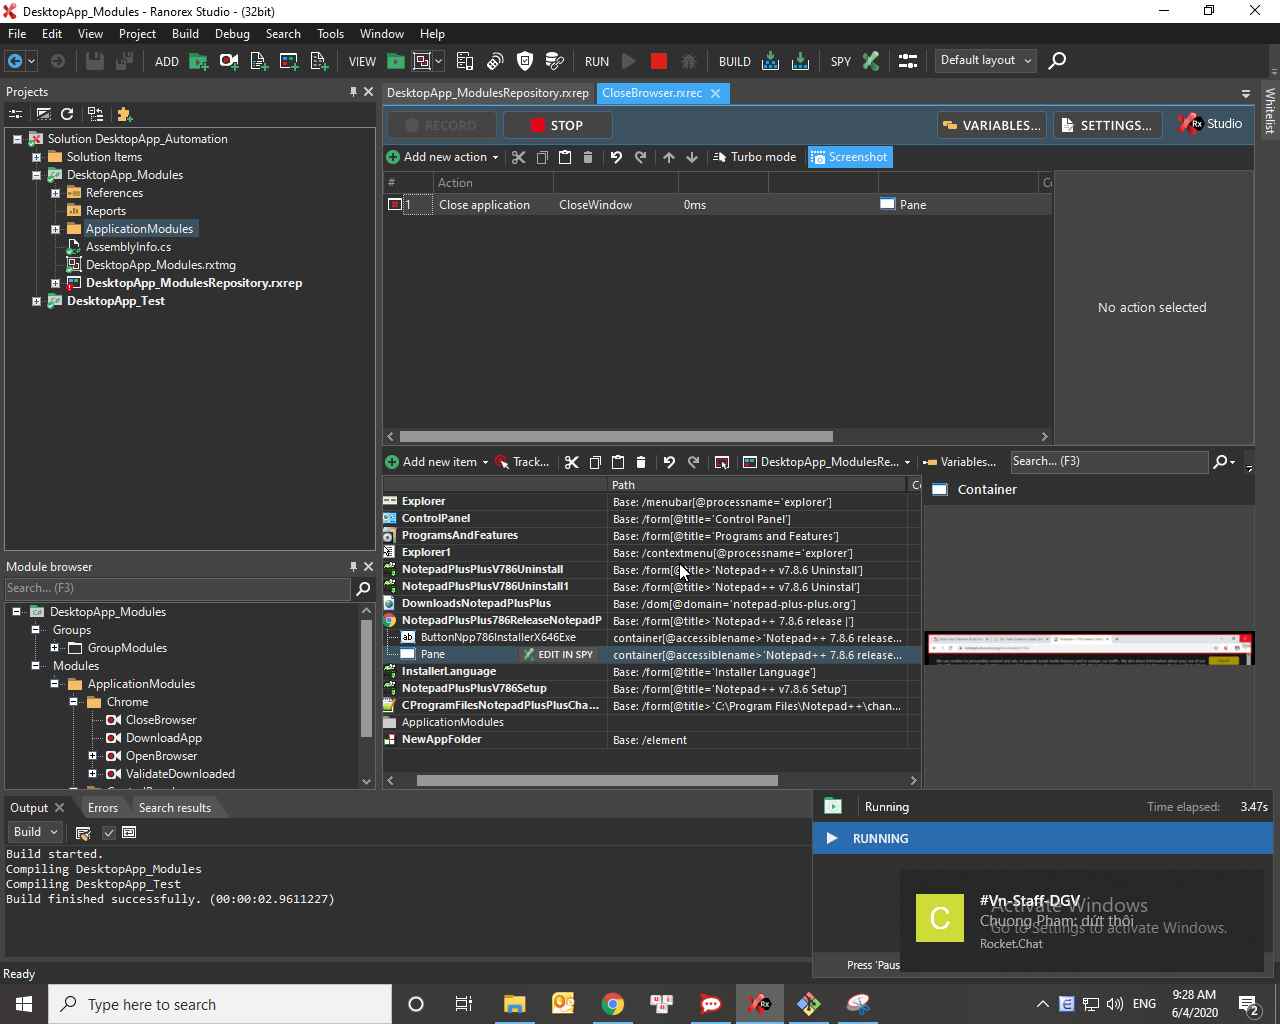 DesktopApp_Modules - Ranorex Studio - (32bit)
File Edit View Project Build Debug Search Tools Window Help
ADD VIEW RUN BUILD SPY Default layout
Projects
Solution DesktopApp_Automation
Solution Items
DesktopApp_Modules
References
Reports
ApplicationModules
AssemblyInfo.cs
DesktopApp_Modules.rxtmg
DesktopApp_ModulesRepository.rxrep
DesktopApp_Test
DesktopApp_ModulesRepository.rxrep CloseBrowser.rxrec
RECORD STOP VARIABLES... SETTINGS... Rx Studio
Whitelist
Add new action Turbo mode Screenshot
# Action
1 Close application CloseWindow 0ms Pane
No action selected
Add new item Track... DesktopApp_ModulesRe... Variables... Search... (F3)
Path
Container
Explorer Base: /menubar[@processname='explorer']
ControlPanel Base: /form[@title='Control Panel']
ProgramsAndFeatures Base: /form[@title='Programs and Features']
Explorer1 Base: /contextmenu[@processname='explorer']
NotepadPlusPlusV786Uninstall Base: /form[@title>'Notepad++ v7.8.6 Uninstall']
NotepadPlusPlusV786Uninstall1 Base: /form[@title>'Notepad++ v7.8.6 Uninstal']
DownloadsNotepadPlusPlus Base: /dom[@domain='notepad-plus-plus.org']
NotepadPlusPlus786ReleaseNotepadP Base: /form[@title>'Notepad++ 7.8.6 release |']
ab ButtonNpp786InstallerX646Exe container[@accessiblename>'Notepad++ 7.8.6 release...
Pane EDIT IN SPY container[@accessiblename>'Notepad++ 7.8.6 release...
InstallerLanguage Base: /form[@title='Installer Language']
NotepadPlusPlusV786Setup Base: /form[@title>'Notepad++ v7.8.6 Setup']
CProgramFilesNotepadPlusPlusCha... Base: /form[@title>'C:\Program Files\Notepad++\chan...
ApplicationModules
NewAppFolder Base: /element
Module browser
Search... (F3)
DesktopApp_Modules
Groups
GroupModules
Modules
ApplicationModules
Chrome
CloseBrowser
DownloadApp
OpenBrowser
ValidateDownloaded
Output Errors Search results
Build
Build started.
Compiling DesktopApp_Modules
Compiling DesktopApp_Test
Build finished successfully. (00:00:02.9611227)
Running Time elapsed: 3.47s
RUNNING
C
#Vn-Staff-DGV
Chuong Pham: dứt thôi
Rocket.Chat
Activate Windows
Go to Settings to activate Windows.
Press 'Paus
Ready
Type here to search
ENG
9:28 AM
6/4/2020
2